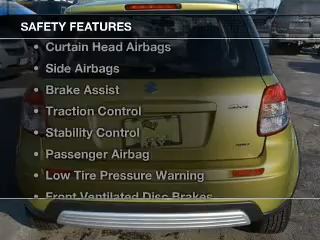 SAFETY FEATURES
• Curtain Head Airbags
• Side Airbags
• Brake Assist
• Traction Control
• Stability Control
• Passenger Airbag
• Low Tire Pressure Warning
• Front Ventilated Disc Brakes